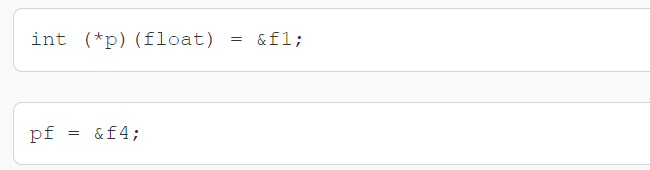 int (*p)(float) = &f1;
pf = &f4;